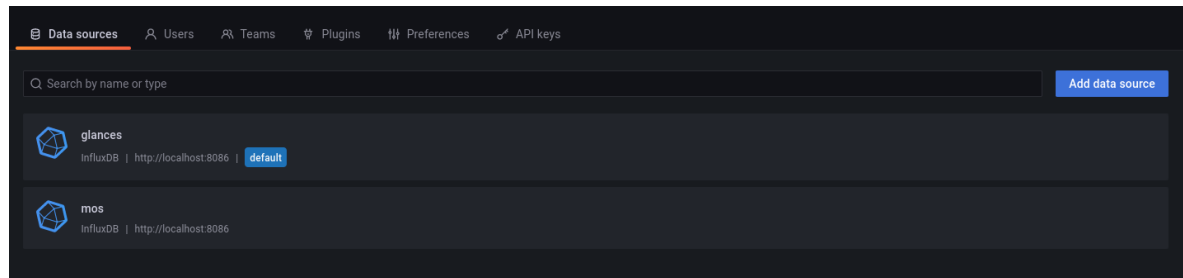 Data sources Users Teams Plugins Preferences API keys
Search by name or type Add data source
glances
InfluxDB | http://localhost:8086 | default
mos
InfluxDB | http://localhost:8086